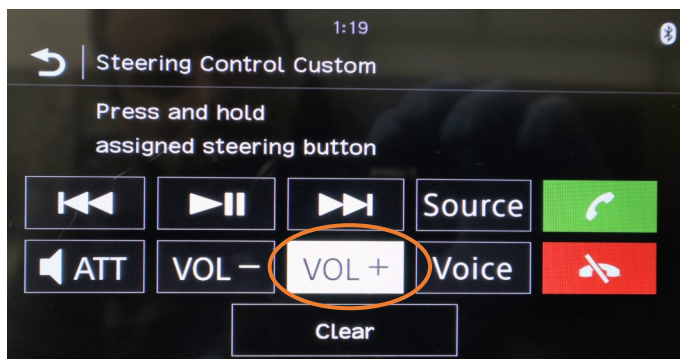 1:19
Steering Control Custom
Press and hold
assigned steering button
Source
ATT VOL − VOL + Voice
Clear